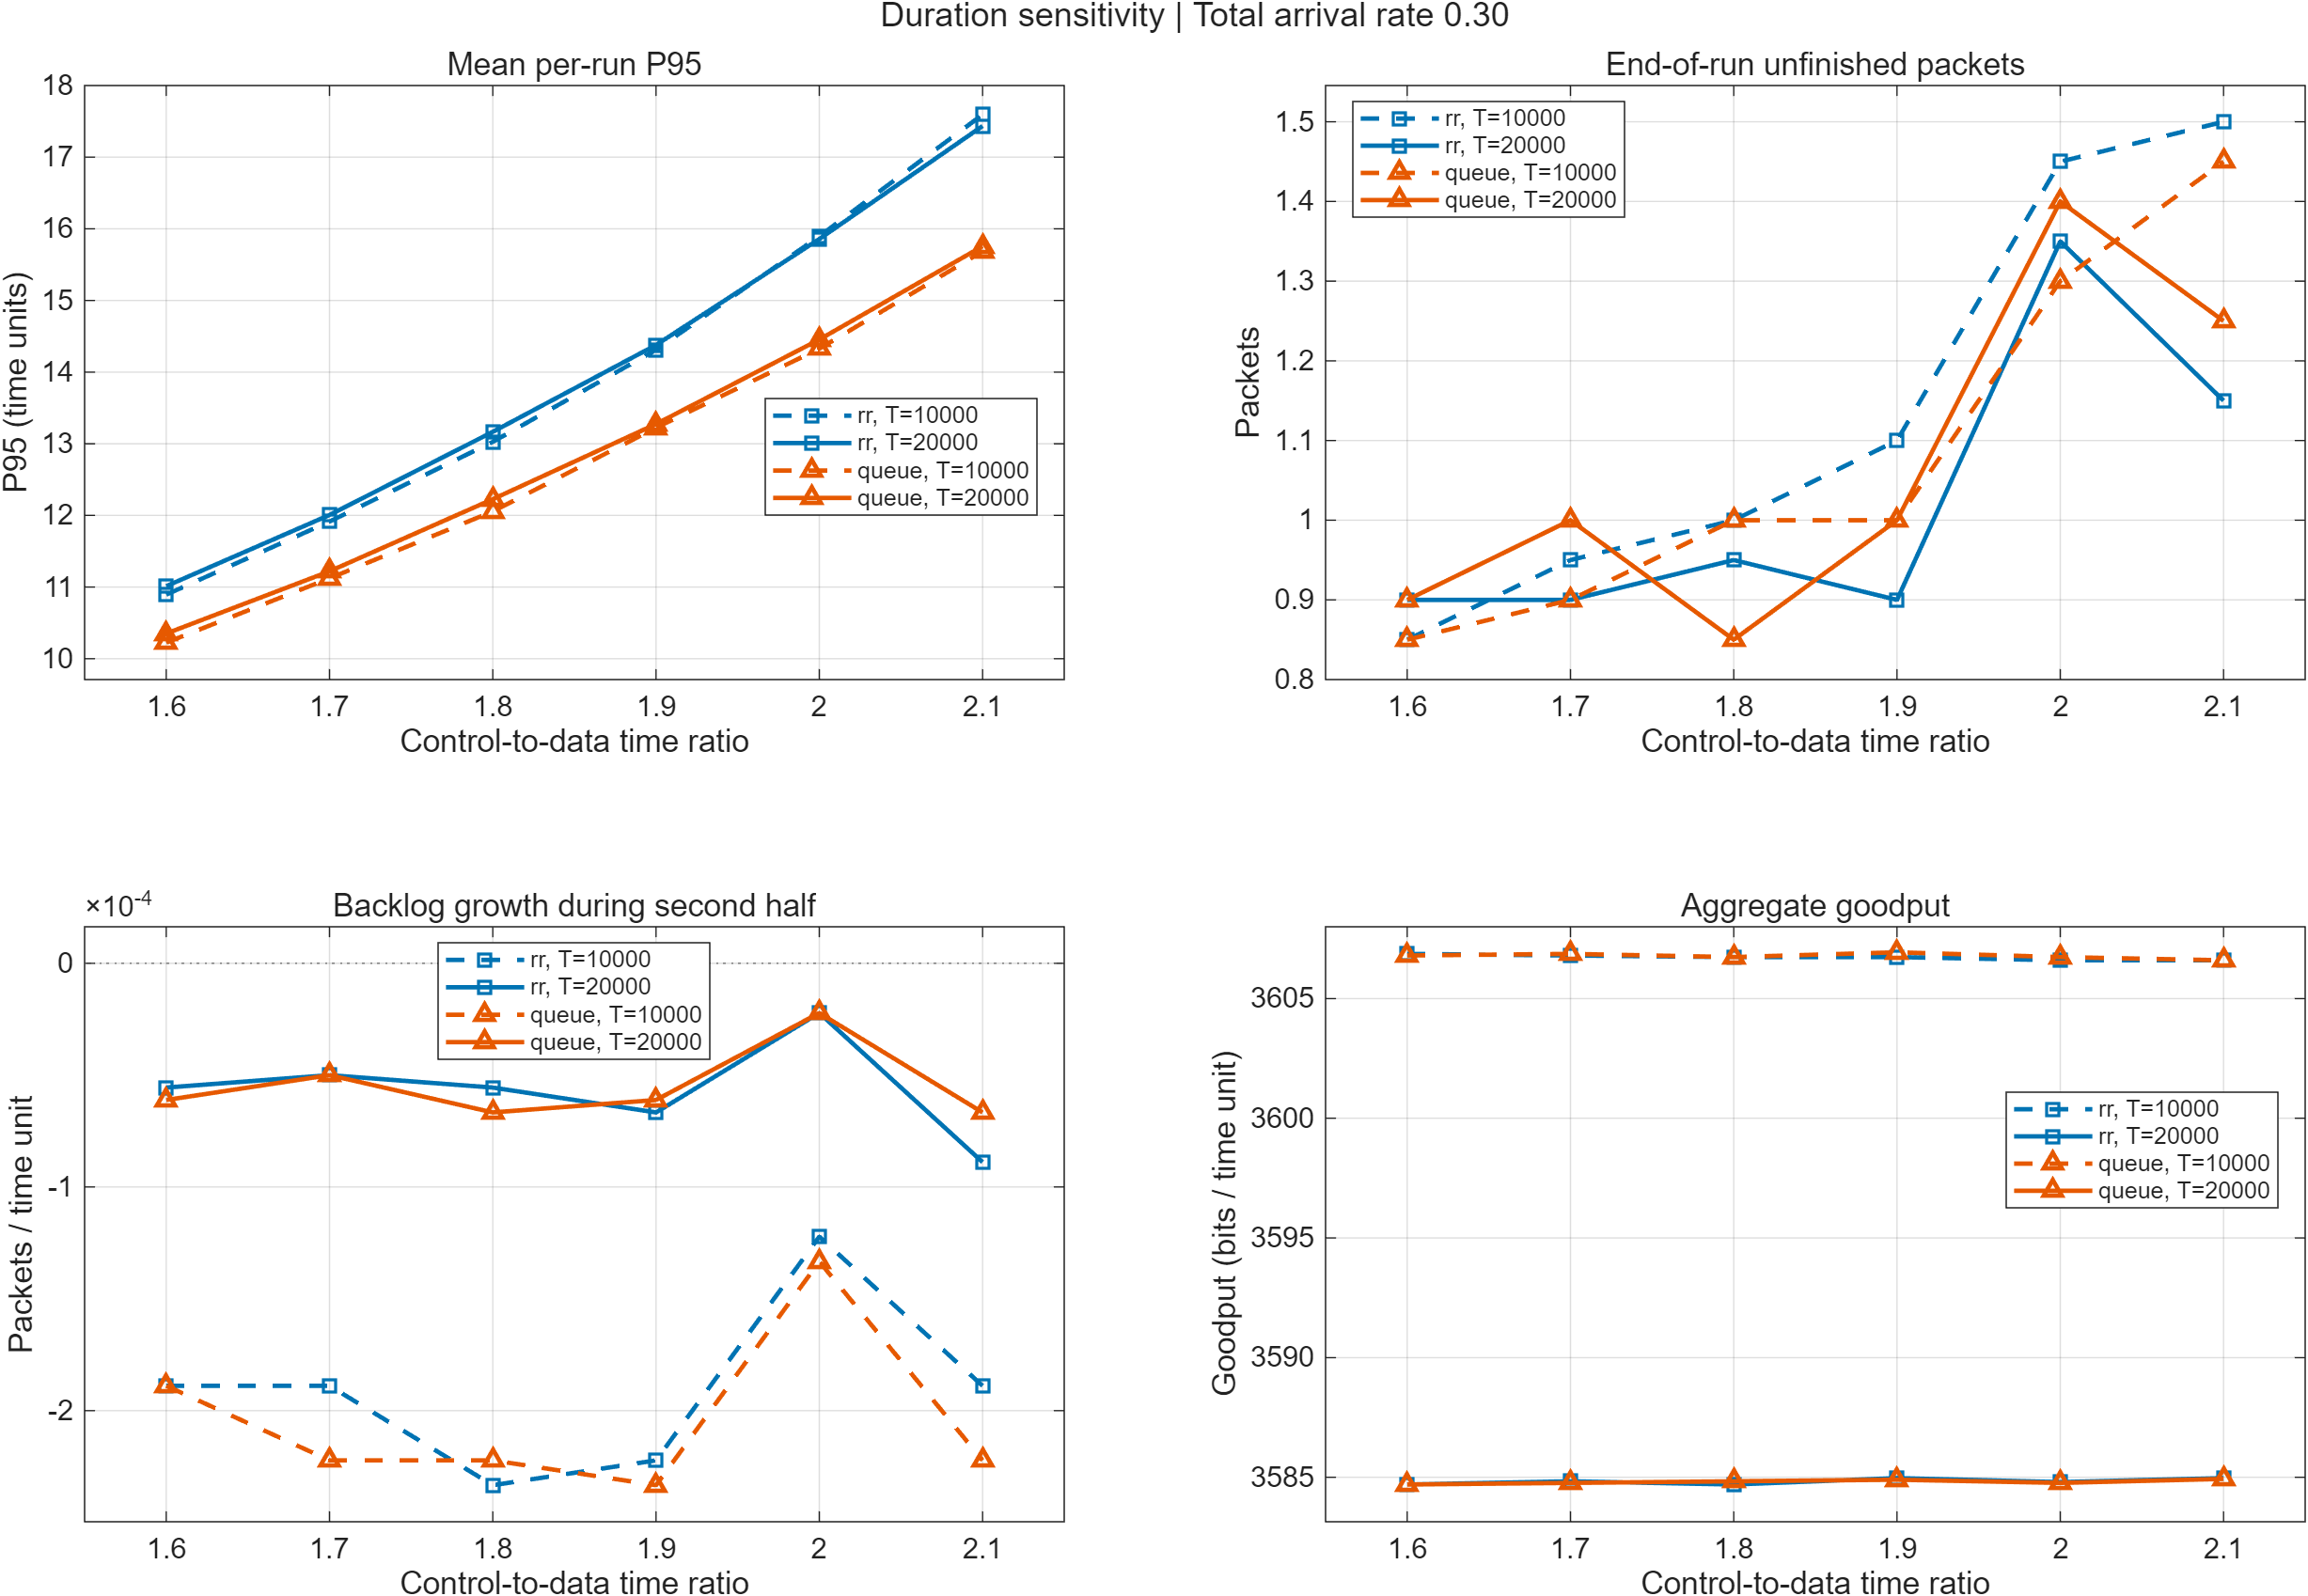 Duration sensitivity | Total arrival rate 0.30
Mean per-run P95
18
17
16
15
14
13
12
11
10
P95 (time units)
rr, T=10000
rr, T=20000
queue, T=10000
queue, T=20000
1.6 1.7 1.8 1.9 2 2.1
Control-to-data time ratio
End-of-run unfinished packets
1.5
1.4
1.3
1.2
1.1
1
0.9
0.8
Packets
rr, T=10000
rr, T=20000
queue, T=10000
queue, T=20000
1.6 1.7 1.8 1.9 2 2.1
Control-to-data time ratio
Backlog growth during second half
×10⁻⁴
0
-1
-2
Packets / time unit
rr, T=10000
rr, T=20000
queue, T=10000
queue, T=20000
1.6 1.7 1.8 1.9 2 2.1
Control-to-data time ratio
Aggregate goodput
3605
3600
3595
3590
3585
Goodput (bits / time unit)
rr, T=10000
rr, T=20000
queue, T=10000
queue, T=20000
1.6 1.7 1.8 1.9 2 2.1
Control-to-data time ratio